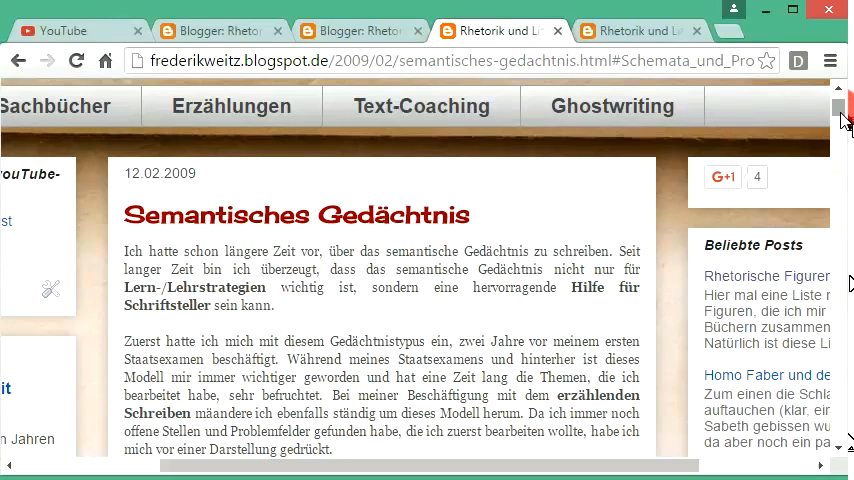 YouTube
Blogger: Rhetor
Blogger: Rhetor
Rhetorik und Lit
Rhetorik und Lit
frederikweitz.blogspot.de/2009/02/semantisches-gedachtnis.html#Schemata_und_Pro
D
Sachbücher
Erzählungen
Text-Coaching
Ghostwriting
YouTube-
st
it
n Jahren
12.02.2009
Semantisches Gedächtnis
Ich hatte schon längere Zeit vor, über das semantische Gedächtnis zu schreiben. Seit
langer Zeit bin ich überzeugt, dass das semantische Gedächtnis nicht nur für
Lern-/Lehrstrategien wichtig ist, sondern eine hervorragende Hilfe für
Schriftsteller sein kann.
Zuerst hatte ich mich mit diesem Gedächtnistypus ein, zwei Jahre vor meinem ersten
Staatsexamen beschäftigt. Während meines Staatsexamens und hinterher ist dieses
Modell mir immer wichtiger geworden und hat eine Zeit lang die Themen, die ich
bearbeitet habe, sehr befruchtet. Bei meiner Beschäftigung mit dem erzählenden
Schreiben mäandere ich ebenfalls ständig um dieses Modell herum. Da ich immer noch
offene Stellen und Problemfelder gefunden habe, die ich zuerst bearbeiten wollte, habe ich
mich vor einer Darstellung gedrückt.
G+1
4
Beliebte Posts
Rhetorische Figuren
Hier mal eine Liste r
Figuren, die ich mir
Büchern zusammen
Natürlich ist diese Li
Homo Faber und de
Zum einen die Schla
auftauchen (klar, ein
Sabeth gebissen wu
da aber noch ein pa